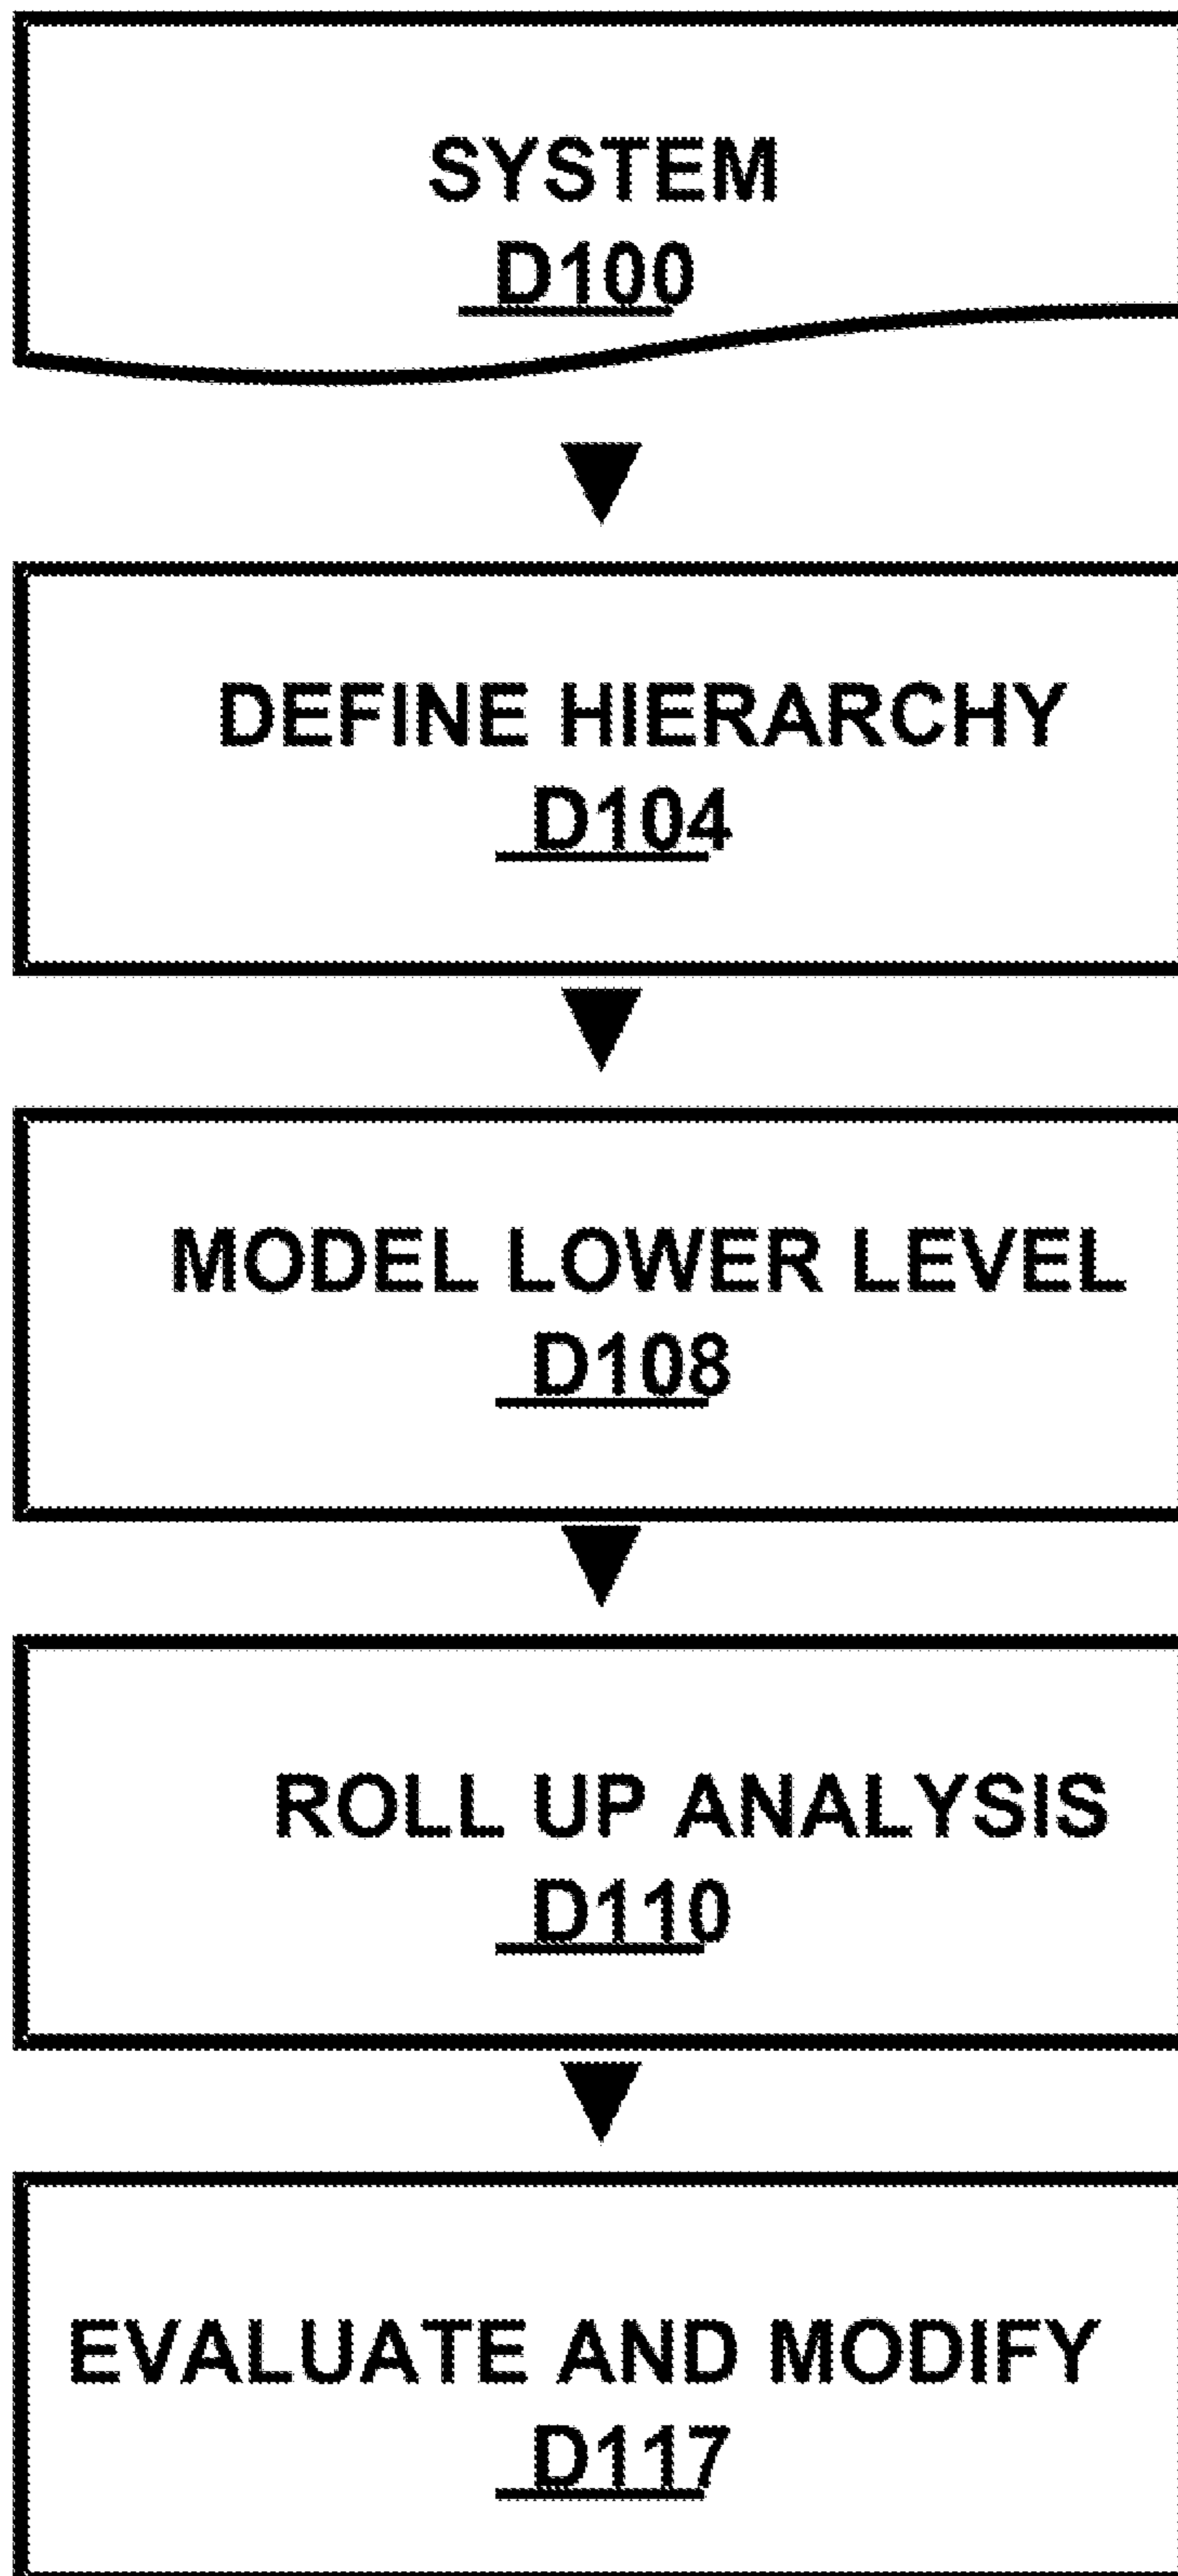 SYSTEM
D100
DEFINE HIERARCHY
D104
MODEL LOWER LEVEL
D108
ROLL UP ANALYSIS
D110
EVALUATE AND MODIFY
D117